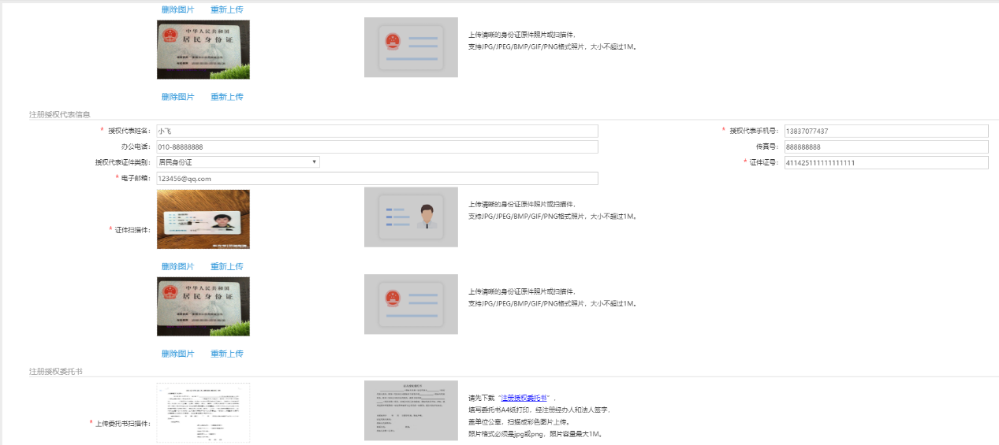 删除图片 重新上传
中华人民共和国
居民身份证
上传清晰的身份证原件照片或扫描件，
支持JPG/JPEG/BMP/GIF/PNG格式照片，大小不超过1M。
删除图片 重新上传
注册授权代表信息
* 授权代表姓名： 小飞 * 授权代表手机号： 13837077437
办公电话： 010-88888888 传真号： 888888888
授权代表证件类别： 居民身份证 * 证件证号： 411425111111111111
* 电子邮箱： 123456@qq.com
上传清晰的身份证原件照片或扫描件，
支持JPG/JPEG/BMP/GIF/PNG格式照片，大小不超过1M。
* 证件扫描件：
删除图片 重新上传
中华人民共和国
居民身份证
上传清晰的身份证原件照片或扫描件，
支持JPG/JPEG/BMP/GIF/PNG格式照片，大小不超过1M。
删除图片 重新上传
注册授权委托书
请先下载“注册授权委托书”，
填写委托书A4纸打印，经注册经办人和法人签字，
* 上传委托书扫描件：
盖单位公章，扫描成彩色图片上传。
照片格式必须是jpg或png，照片容量最大1M。